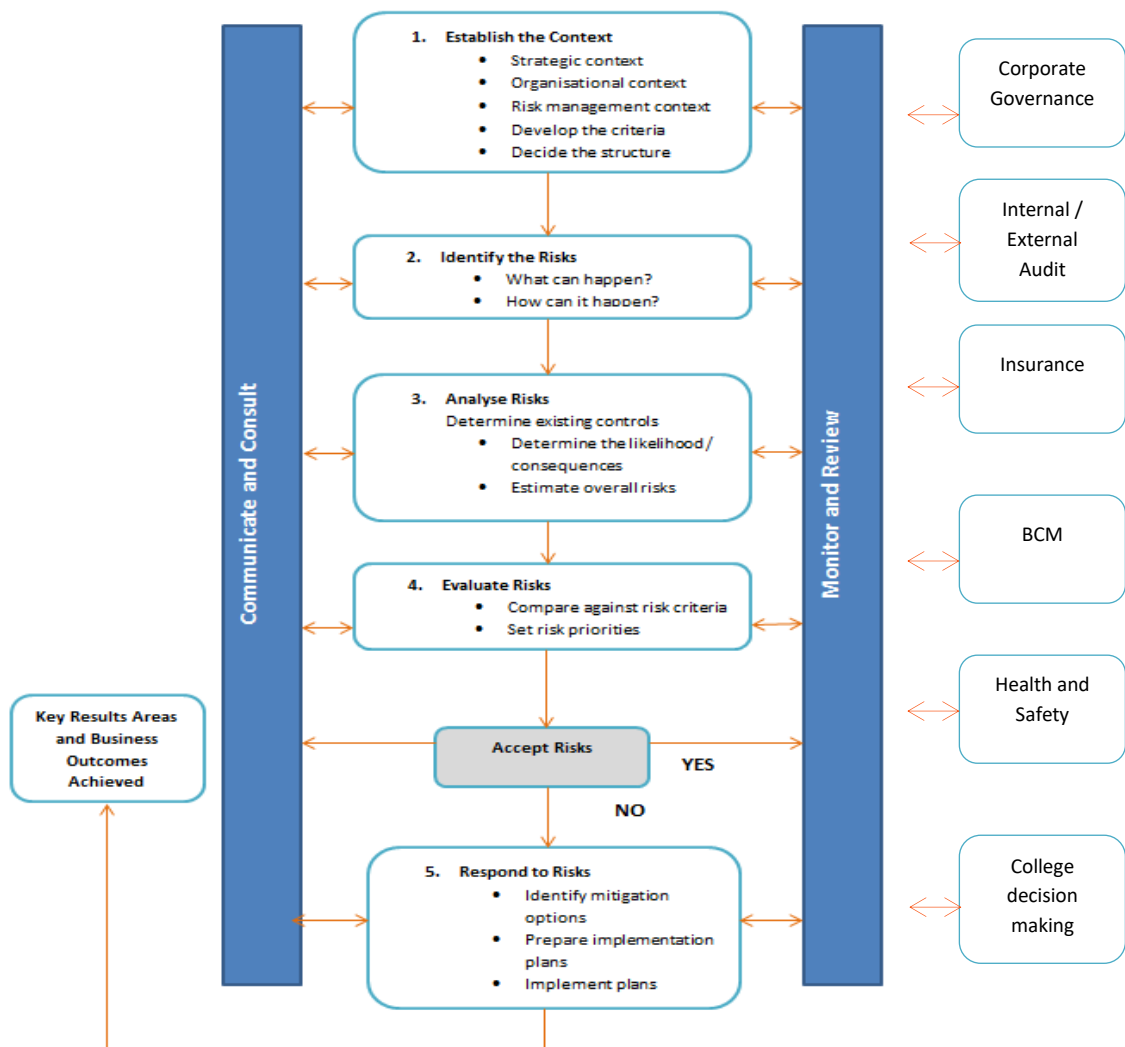 1. Establish the Context
• Strategic context
• Organisational context
• Risk management context
• Develop the criteria
• Decide the structure
2. Identify the Risks
• What can happen?
• How can it happen?
3. Analyse Risks
Determine existing controls
• Determine the likelihood/
consequences
• Estimate overall risks
4. Evaluate Risks
• Compare against risk criteria
• Set risk priorities
Accept Risks
YES
NO
5. Respond to Risks
• Identify mitigation
options
• Prepare implementation
plans
• Implement plans
Communicate and Consult
Monitor and Review
Key Results Areas
and Business
Outcomes
Achieved
Corporate
Governance
Internal /
External
Audit
Insurance
BCM
Health and
Safety
College
decision
making